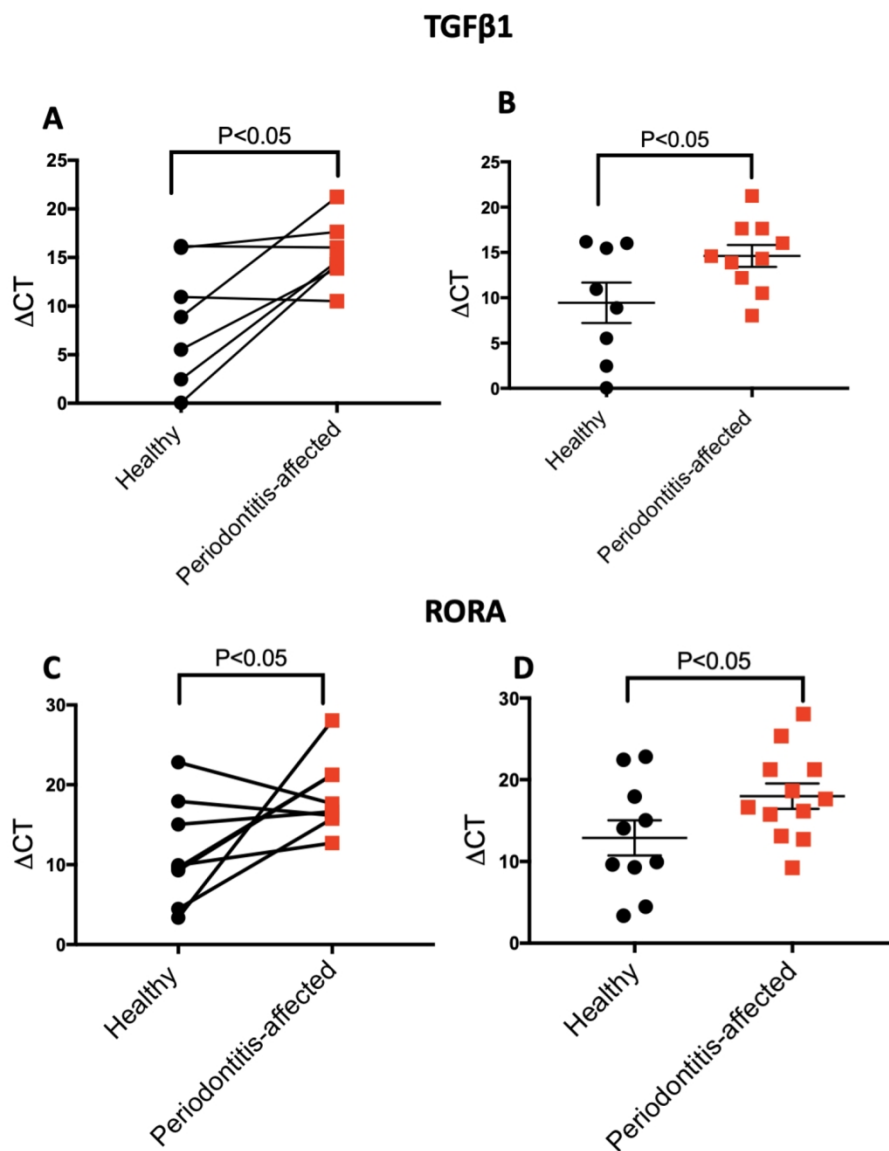 TGFβ1
A
P<0.05
25
20
15
10
5
0
ΔCT
Healthy
Periodontitis-affected
B
P<0.05
25
20
15
10
5
0
ΔCT
Healthy
Periodontitis-affected
RORA
C
P<0.05
30
20
10
0
ΔCT
Healthy
Periodontitis-affected
D
P<0.05
30
20
10
0
ΔCT
Healthy
Periodontitis-affected